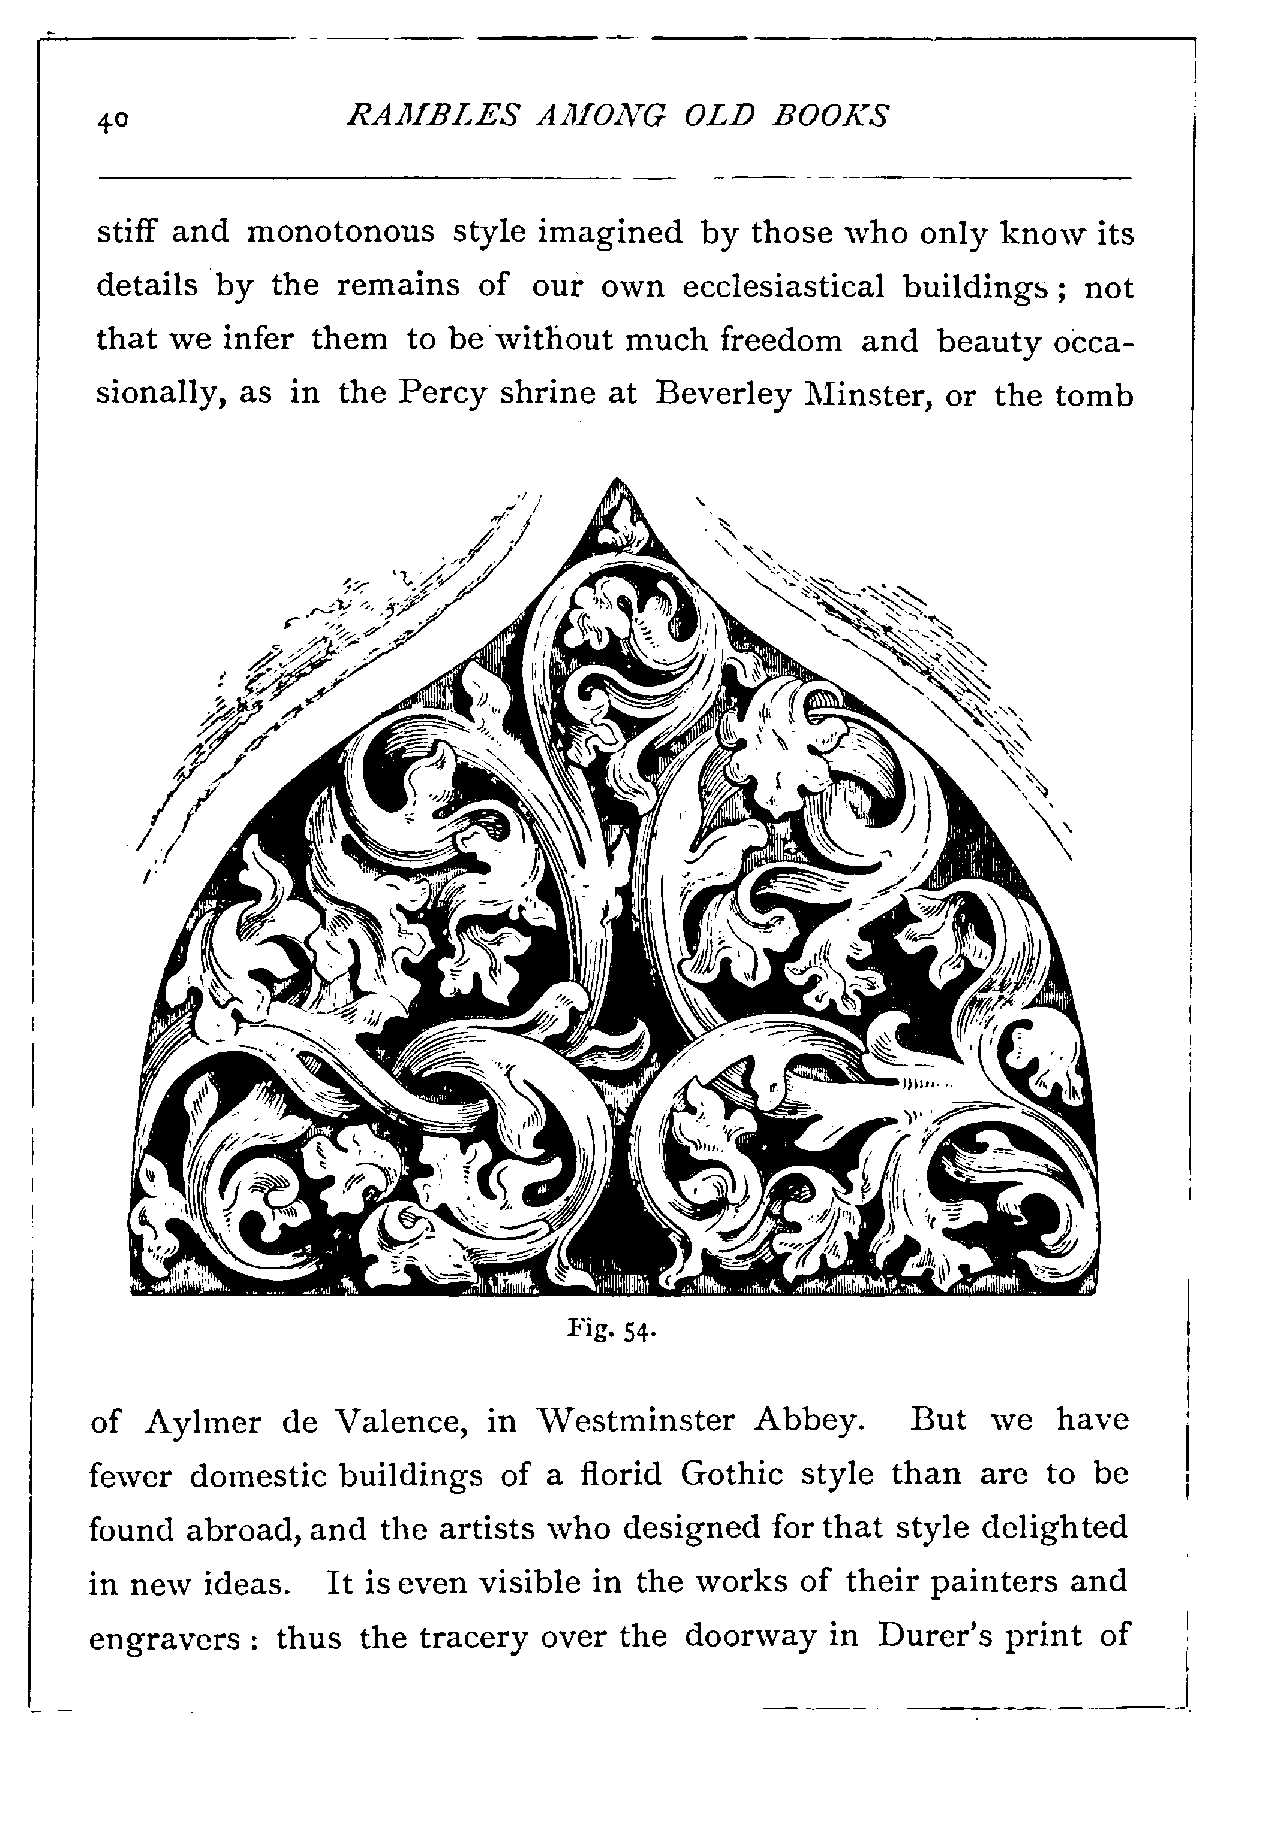 40 RAMBLES AMONG OLD BOOKS
stiff and monotonous style imagined by those who only know its
details by the remains of our own ecclesiastical buildings ; not
that we infer them to be without much freedom and beauty occa-
sionally, as in the Percy shrine at Beverley Minster, or the tomb
Fig. 54.
of Aylmer de Valence, in Westminster Abbey. But we have
fewer domestic buildings of a florid Gothic style than are to be
found abroad, and the artists who designed for that style delighted
in new ideas. It is even visible in the works of their painters and
engravers : thus the tracery over the doorway in Durer's print of